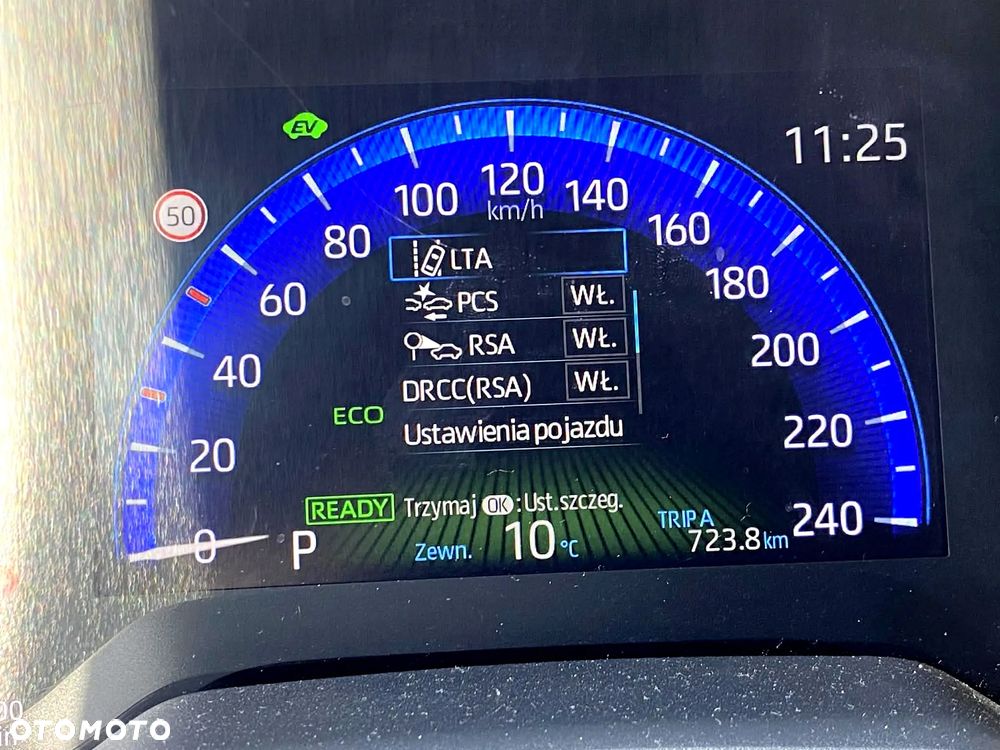 EV
11:25
50
0
20
40
60
80
100
120
140
160
180
200
220
240
km/h
LTA
PCS WŁ.
RSA WŁ.
DRCC(RSA) WŁ.
Ustawienia pojazdu
ECO
READY
Trzymaj OK : Ust.szczeg.
P
Zewn. 10 °C
TRIP A
723.8 km
OTOMOTO